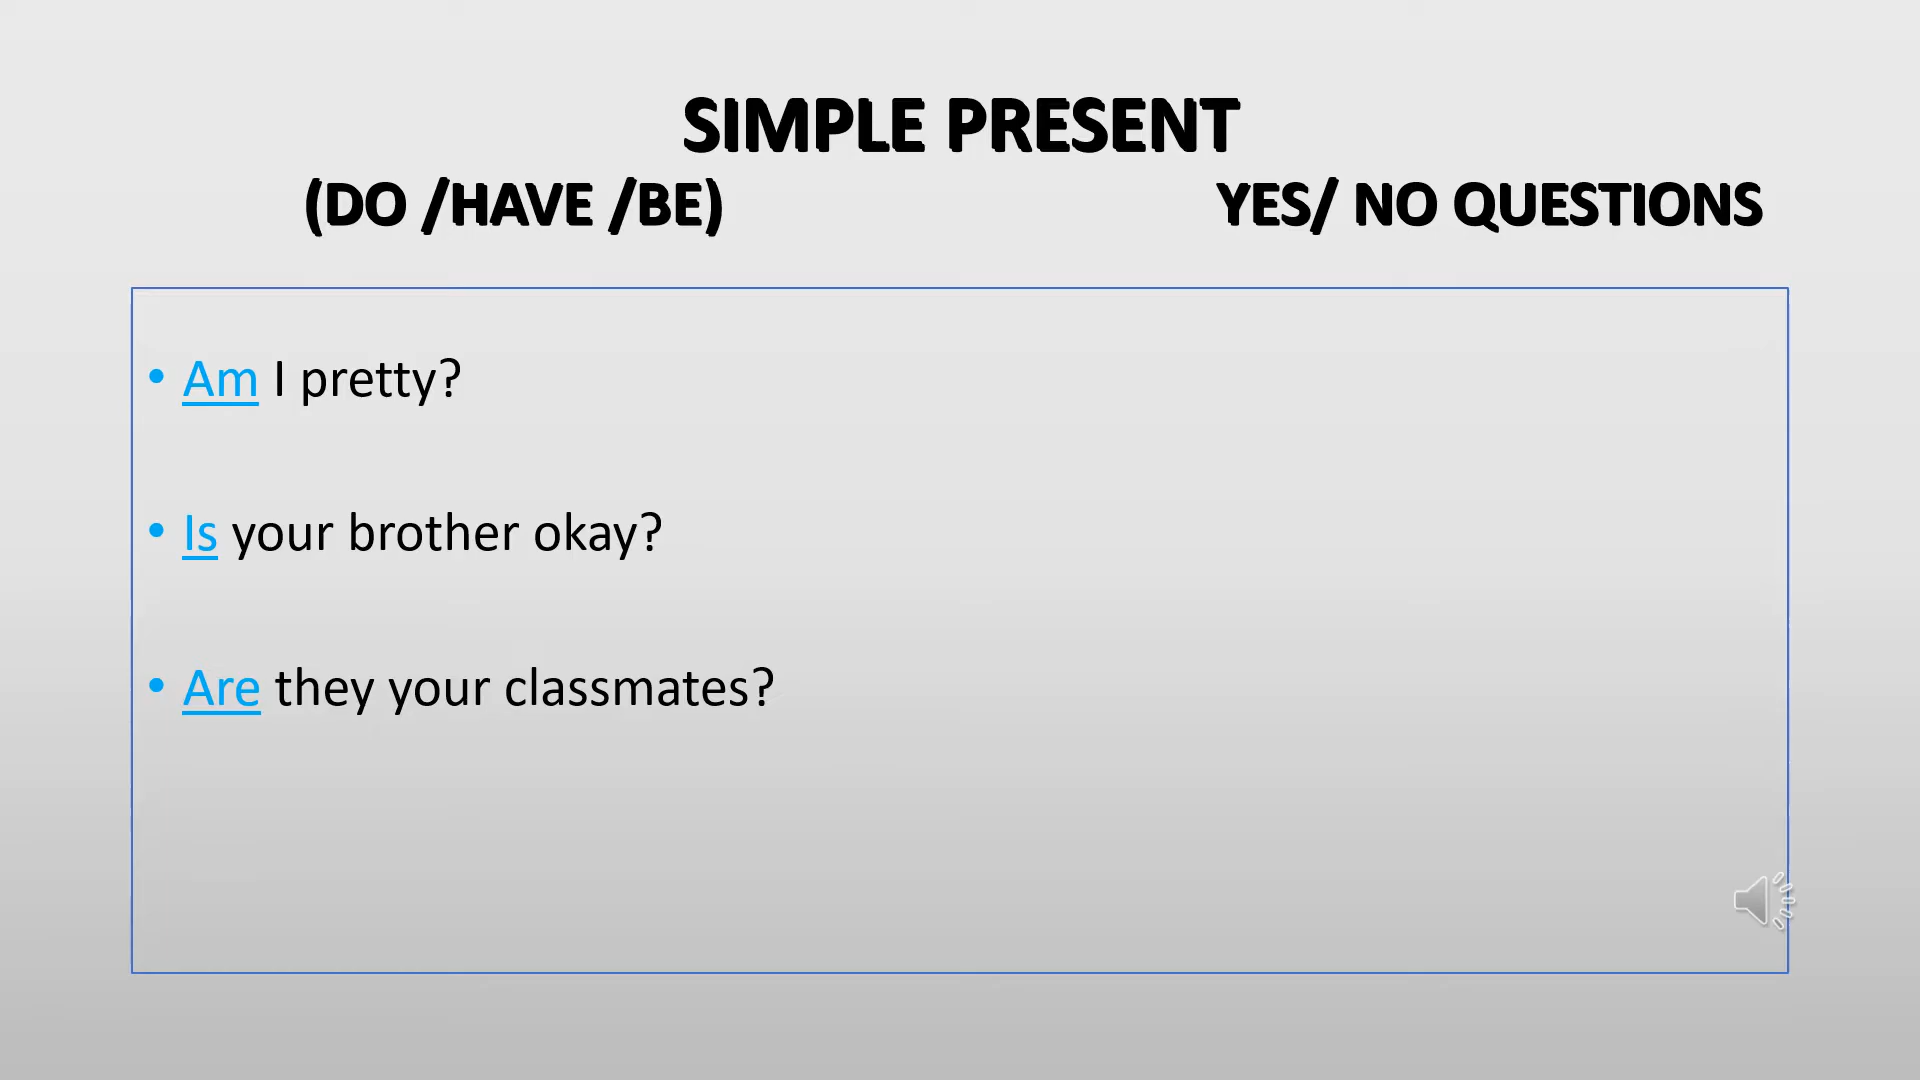 SIMPLE PRESENT
(DO /HAVE /BE) YES/ NO QUESTIONS
• Am I pretty?
• Is your brother okay?
• Are they your classmates?